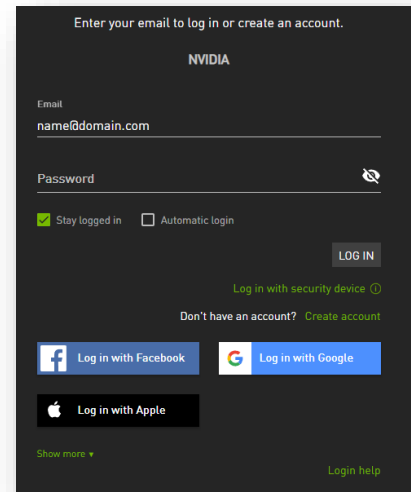 Enter your email to log in or create an account.
NVIDIA
Email
name@domain.com
Password
Stay logged in Automatic login
LOG IN
Log in with security device
Don't have an account? Create account
Log in with Facebook Log in with Google
Log in with Apple
Show more
Login help